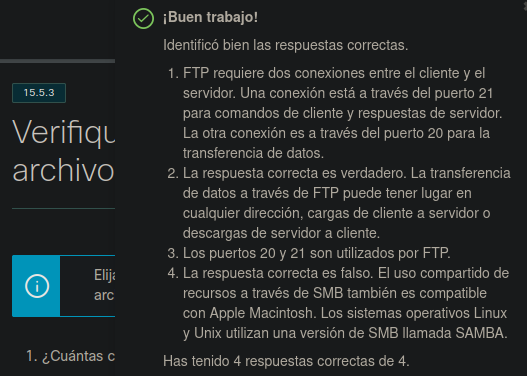 ¡Buen trabajo!
Identificó bien las respuestas correctas.
1. FTP requiere dos conexiones entre el cliente y el
servidor. Una conexión está a través del puerto 21
para comandos de cliente y respuestas de servidor.
La otra conexión es a través del puerto 20 para la
transferencia de datos.
2. La respuesta correcta es verdadero. La transferencia
de datos a través de FTP puede tener lugar en
cualquier dirección, cargas de cliente a servidor o
descargas de servidor a cliente.
3. Los puertos 20 y 21 son utilizados por FTP.
4. La respuesta correcta es falso. El uso compartido de
recursos a través de SMB también es compatible
con Apple Macintosh. Los sistemas operativos Linux
y Unix utilizan una versión de SMB llamada SAMBA.
Has tenido 4 respuestas correctas de 4.
15.5.3
Verifiqu
archivo
Elija
arc
1. ¿Cuántas c